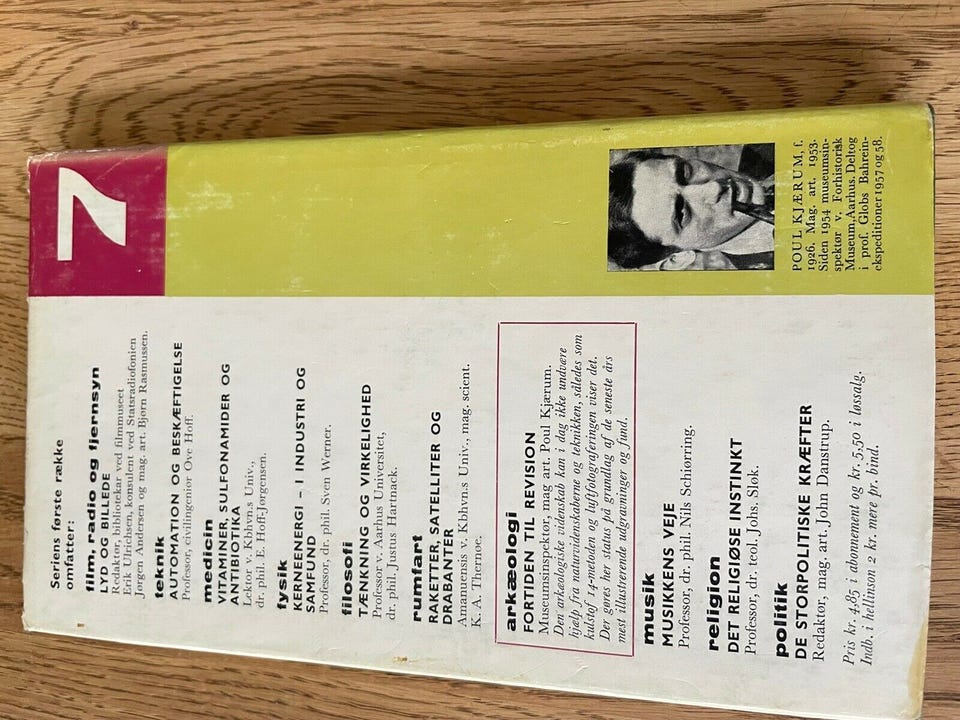 7
POUL KJÆRUM, f.
1926. Mag. art. 1953.
Siden 1954 museumsin-
spektør v. Forhistorisk
Museum, Aarhus. Deltog
i prof. Globs Bahrein-
ekspeditioner 1957 og 58.
Seriens første række
omfatter:
film, radio og fjernsyn
LYD OG BILLEDE
Redaktør, bibliotekar ved filmmuseet
Erik Ulrichsen, konsulent ved Statsradiofonien
Jørgen Andersen og mag. art. Bjørn Rasmussen.
teknik
AUTOMATION OG BESKÆFTIGELSE
Professor, civilingeniør Ove Hoff.
medicin
VITAMINER, SULFONAMIDER OG
ANTIBIOTIKA
Lektor v. Kbhvn.s Univ.,
dr. phil. E. Hoff-Jørgensen.
fysik
KERNEENERGI – I INDUSTRI OG
SAMFUND
Professor, dr. phil. Sven Werner.
filosofi
TÆNKNING OG VIRKELIGHED
Professor v. Aarhus Universitet,
dr. phil. Justus Hartnack.
rumfart
RAKETTER, SATELLITER OG
DRABANTER
Amanuensis v. Kbhvn.s Univ., mag. scient.
K. A. Thernøe.
arkæologi
FORTIDEN TIL REVISION
Museumsinspektør, mag art. Poul Kjærum.
Den arkæologiske videnskab kan i dag ikke undvære
hjælp fra naturvidenskaberne og teknikken, således som
kulstof 14-metoden og luftfotograferingen viser det.
Der gøres her status på grundlag af de seneste års
mest illustrerende udgravninger og fund.
musik
MUSIKKENS VEJE
Professor, dr. phil. Nils Schiørring.
religion
DET RELIGIØSE INSTINKT
Professor, dr. teol. Johs. Sløk.
politik
DE STORPOLITISKE KRÆFTER
Redaktør, mag. art. John Danstrup.
Pris kr. 4,85 i abonnement og kr. 5,50 i løssalg.
Indb. i hellinson 2 kr. mere pr. bind.